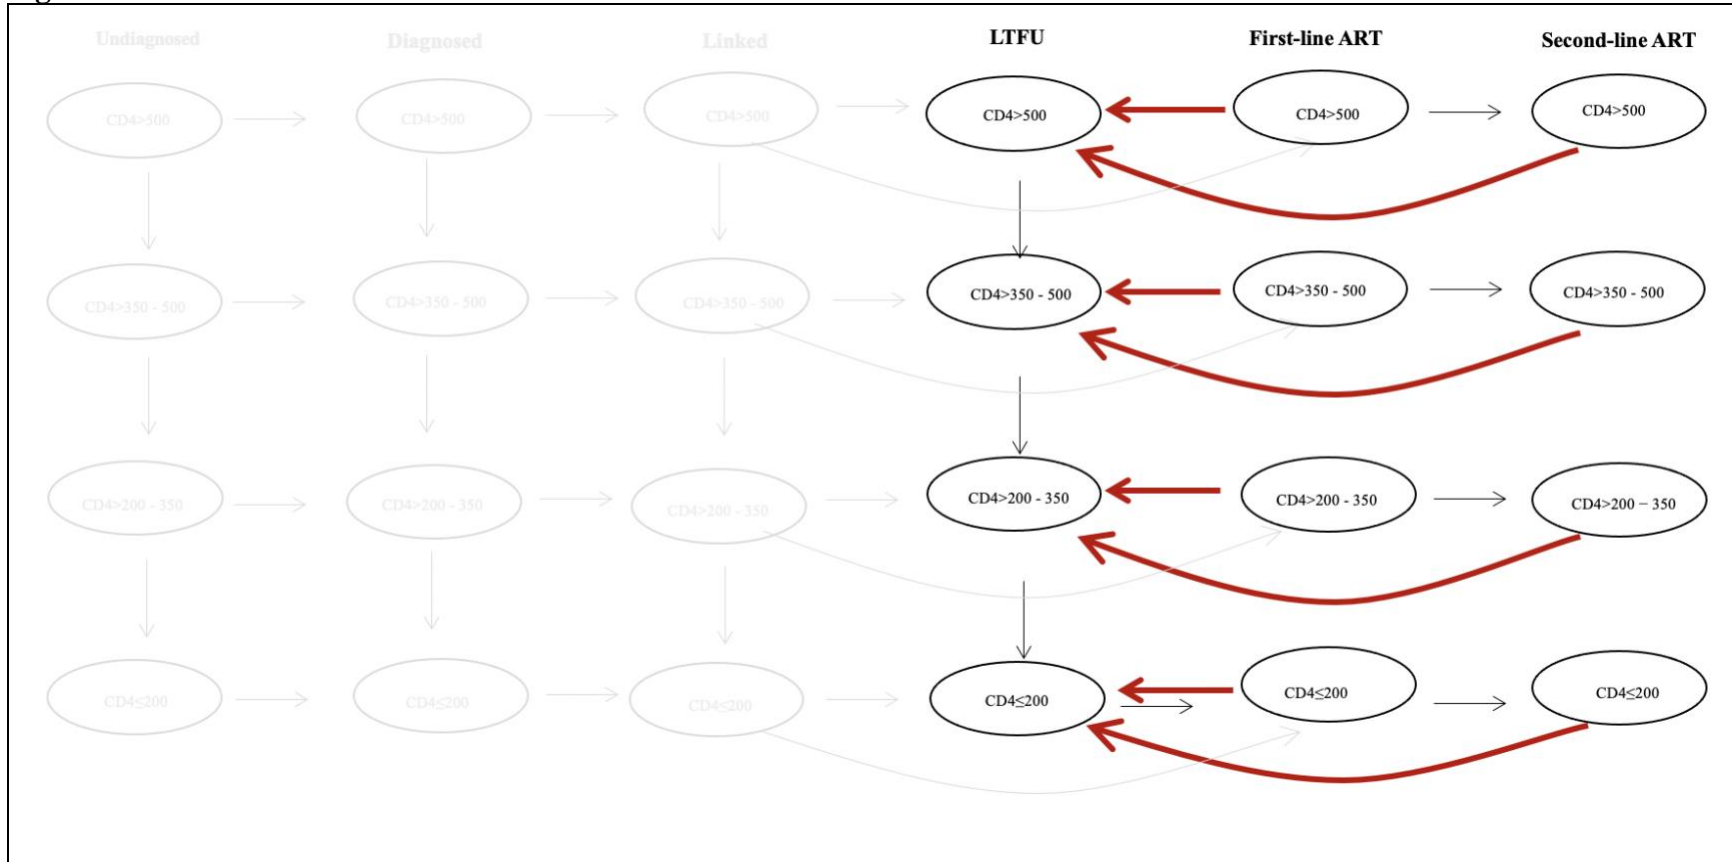 Undiagnosed Diagnosed Linked LTFU First-line ART Second-line ART
CD4>500 CD4>500 CD4>500 CD4>500 CD4>500 CD4>500
CD4>350 - 500 CD4>350 - 500 CD4>350 - 500 CD4>350 - 500 CD4>350 - 500 CD4>350 - 500
CD4>200 - 350 CD4>200 - 350 CD4>200 - 350 CD4>200 - 350 CD4>200 - 350 CD4>200 – 350
CD4≤200 CD4≤200 CD4≤200 CD4≤200 CD4≤200 CD4≤200